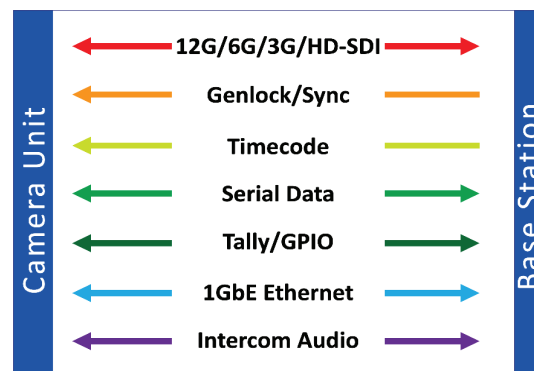 Camera Unit
12G/6G/3G/HD-SDI
Genlock/Sync
Timecode
Serial Data
Tally/GPIO
1GbE Ethernet
Intercom Audio
Base Station